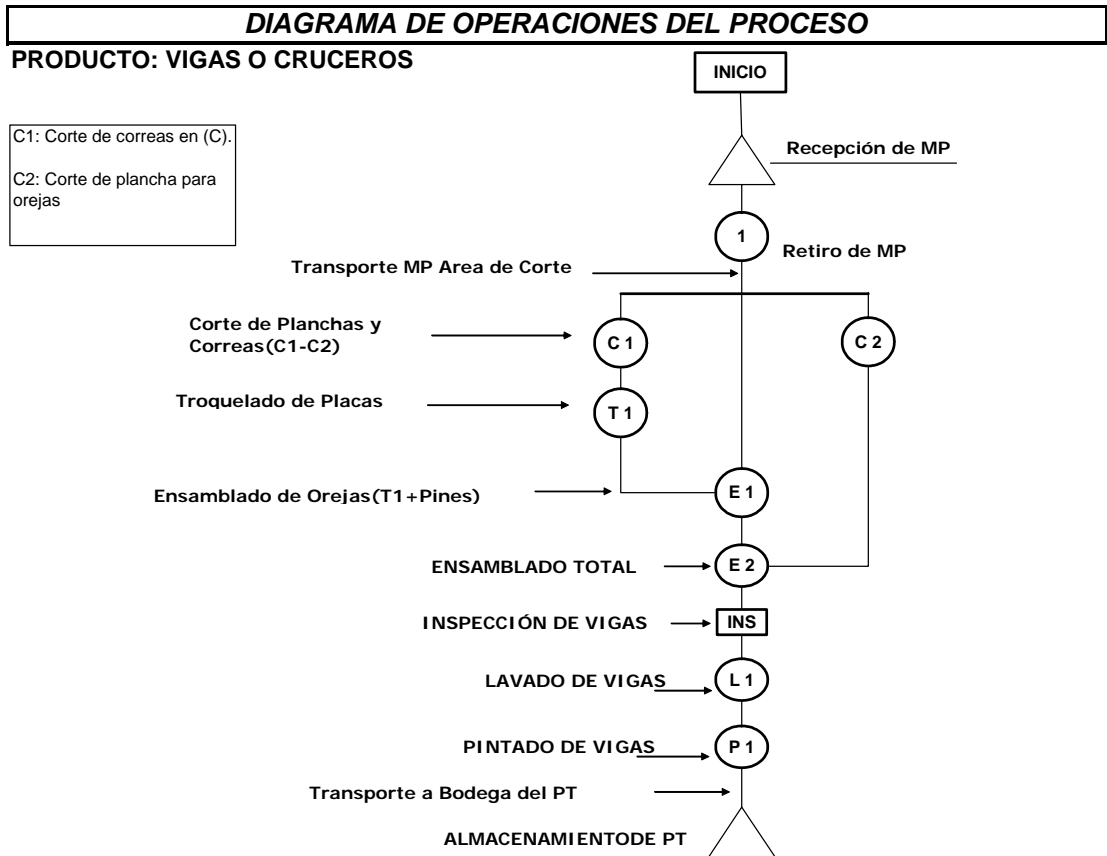 DIAGRAMA DE OPERACIONES DEL PROCESO
PRODUCTO: VIGAS O CRUCEROS
INICIO
C1: Corte de correas en (C).
C2: Corte de plancha para
orejas
Recepción de MP
1
Retiro de MP
Transporte MP Area de Corte
Corte de Planchas y
Correas(C1-C2)
C 1
C 2
Troquelado de Placas
T 1
Ensamblado de Orejas(T1+Pines)
E 1
ENSAMBLADO TOTAL
E 2
INSPECCIÓN DE VIGAS
INS
LAVADO DE VIGAS
L 1
PINTADO DE VIGAS
P 1
Transporte a Bodega del PT
ALMACENAMIENTODE PT